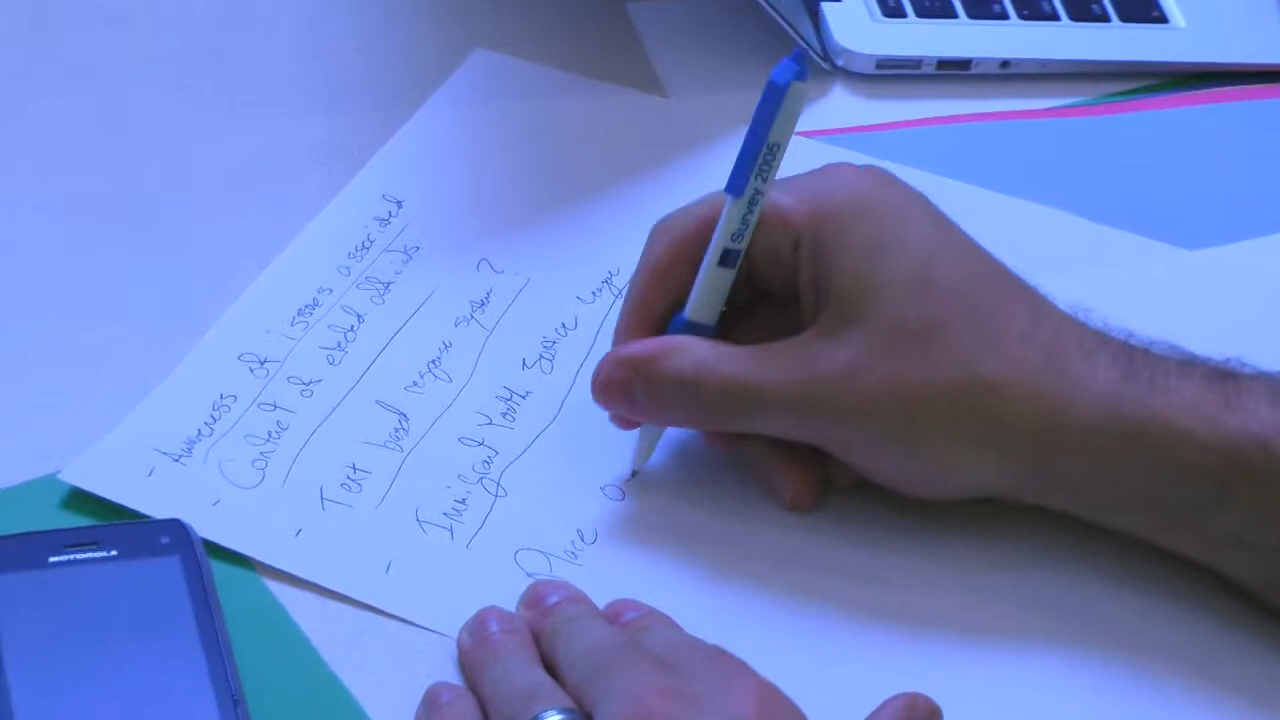 - Awareness of issues associated
- Contact of elected officials
- Text based response system?
- Immigrant Youth Justice League
Place o
Survey 2005
MOTOROLA